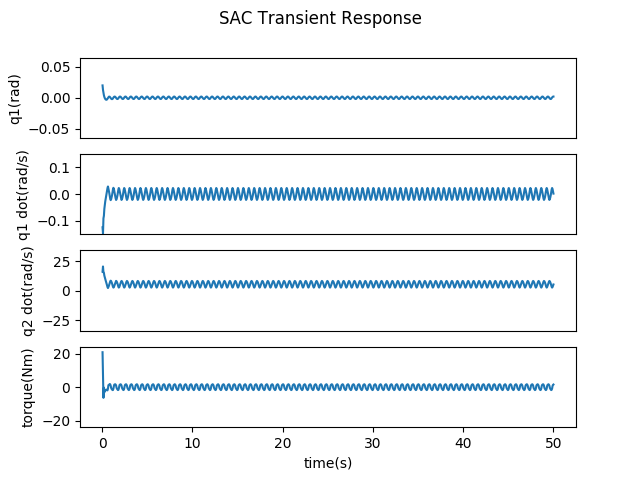 SAC Transient Response
0.05
0.00
−0.05
q1(rad)
0.1
0.0
−0.1
q1 dot(rad/s)
25
0
−25
q2 dot(rad/s)
20
0
−20
torque(Nm)
0 10 20 30 40 50
time(s)